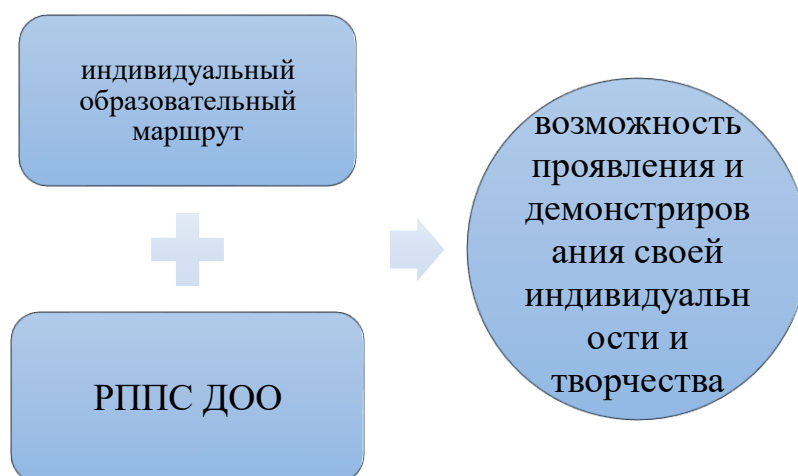 индивидуальный
образовательный
маршрут
РППС ДОО
возможность
проявления и
демонстриров
ания своей
индивидуальн
ости и
творчества